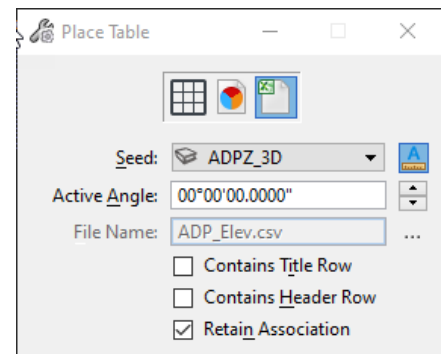 Place Table
Seed: ADPZ_3D
Active Angle: 00°00'00.0000"
File Name: ADP_Elev.csv ...
Contains Title Row
Contains Header Row
Retain Association